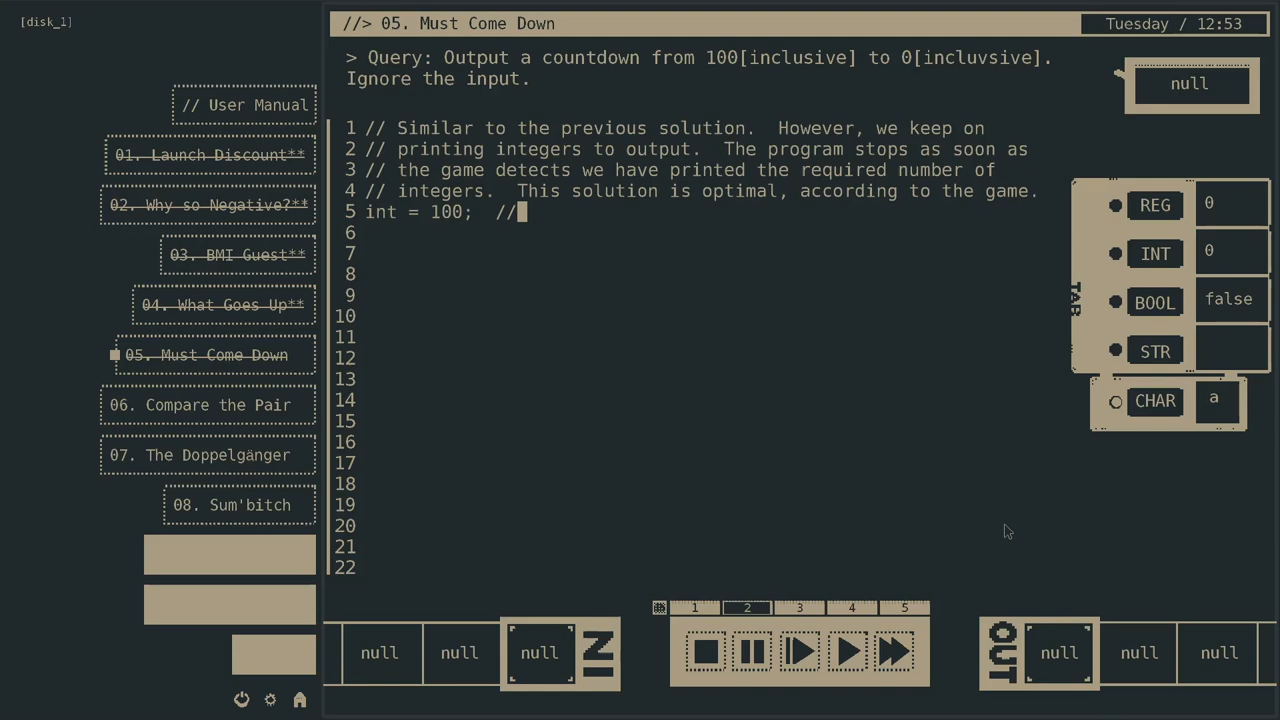 [disk_1]
// User Manual
01. Launch Discount**
02. Why so Negative?**
03. BMI Guest**
04. What Goes Up**
05. Must Come Down
06. Compare the Pair
07. The Doppelgänger
08. Sum'bitch
//> 05. Must Come Down
Tuesday / 12:53
> Query: Output a countdown from 100[inclusive] to 0[incluvsive].
Ignore the input.
null
1 // Similar to the previous solution.  However, we keep on
2 // printing integers to output.  The program stops as soon as
3 // the game detects we have printed the required number of
4 // integers.  This solution is optimal, according to the game.
5 int = 100;  //
6
7
8
9
10
11
12
13
14
15
16
17
18
19
20
21
22
TAB
REG 0
INT 0
BOOL false
STR
CHAR a
null null null IN
1 2 3 4 5
OUT null null null